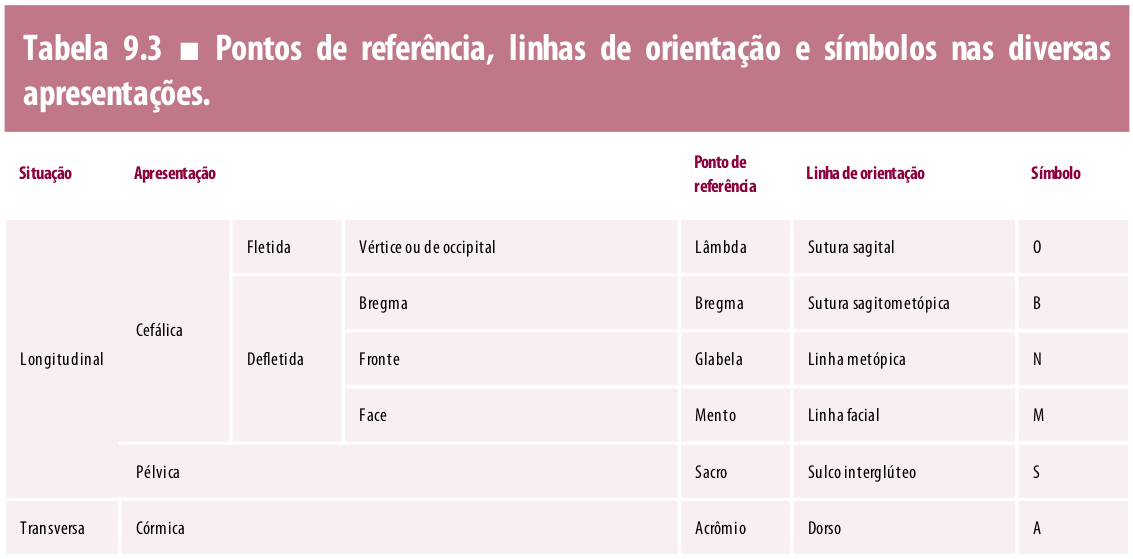 Tabela 9.3 ■ Pontos de referência, linhas de orientação e símbolos nas diversas
apresentações.
Situação Apresentação Ponto de referência Linha de orientação Símbolo
Longitudinal Cefálica Fletida Vértice ou de occipital Lâmbda Sutura sagital O
Defletida Bregma Bregma Sutura sagitometópica B
Fronte Glabela Linha metópica N
Face Mento Linha facial M
Pélvica Sacro Sulco interglúteo S
Transversa Córmica Acrômio Dorso A